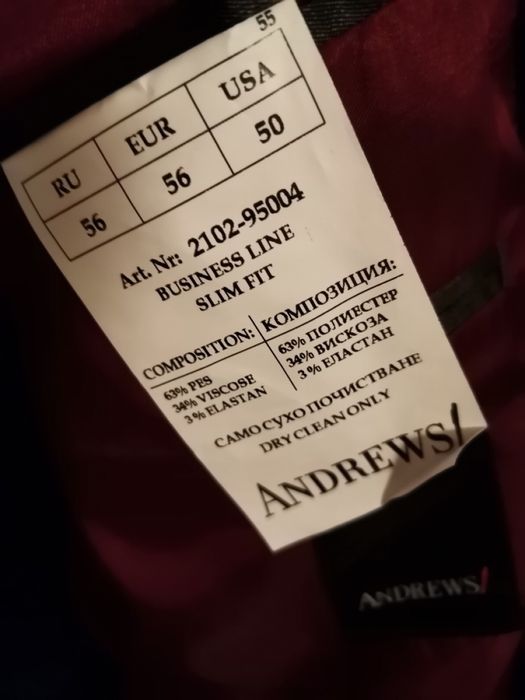 55
RU EUR USA
56 56 50
Art. Nr: 2102-95004
BUSINESS LINE
SLIM FIT
COMPOSITION: КОМПОЗИЦИЯ:
63% PES 63% ПОЛИЕСТЕР
34% VISCOSE 34% ВИСКОЗА
3% ELASTAN 3% ЕЛАСТАН
САМО СУХО ПОЧИСТВАНЕ
DRY CLEAN ONLY
ANDREWS/
ANDREWS/